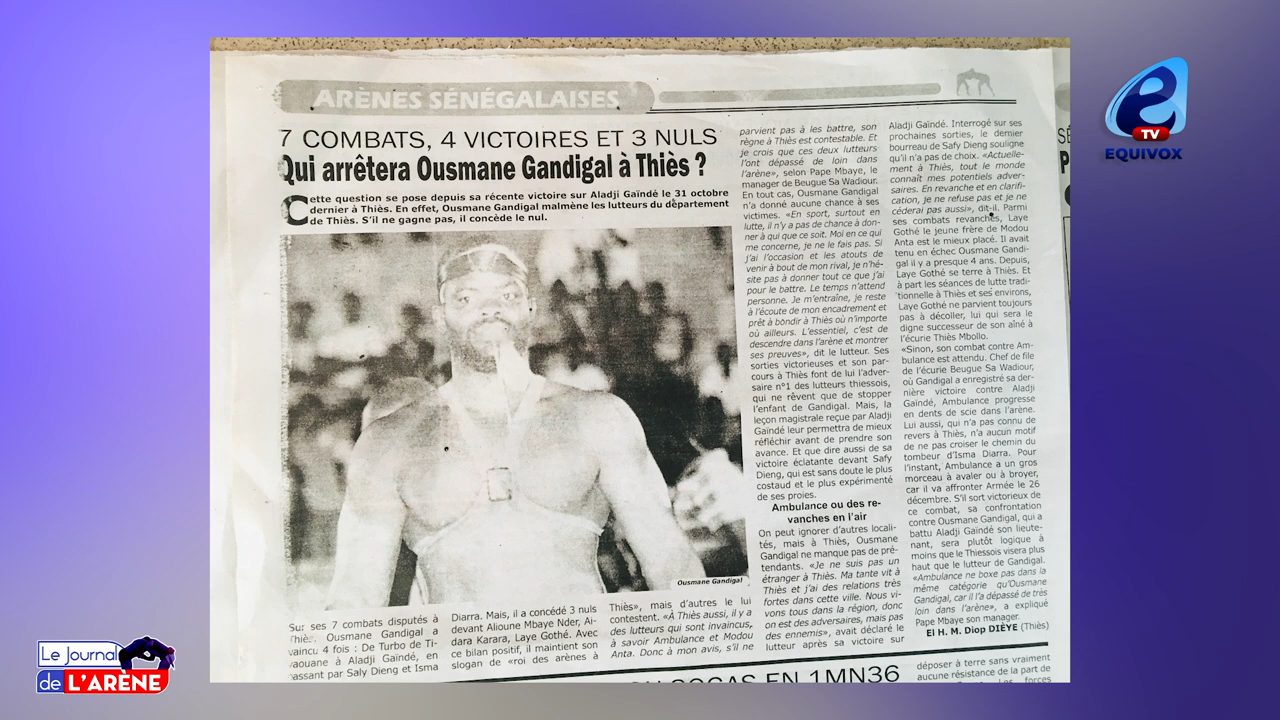 ARÈNES SÉNÉGALAISES
7 COMBATS, 4 VICTOIRES ET 3 NULS
Qui arrêtera Ousmane Gandigal à Thiès ?
Cette question se pose depuis sa récente victoire sur Aladji Gaïndé le 31 octobre
dernier à Thiès. En effet, Ousmane Gandigal malmène les lutteurs du département
de Thiès. S'il ne gagne pas, il concède le nul.
Ousmane Gandigal
Sur ses 7 combats disputés à
Thiès, Ousmane Gandigal a
vaincu 4 fois : De Turbo de Ti-
vaouane à Aladji Gaïndé, en
passant par Saly Dieng et Isma
Diarra. Mais, il a concédé 3 nuls
devant Alioune Mbaye Nder, Ai-
dara Karara, Laye Gothé. Avec
ce bilan positif, il maintient son
slogan de «roi des arènes à
Thiès», mais d'autres le lui
contestent. «À Thiès aussi, il y a
des lutteurs qui sont invaincus,
à savoir Ambulance et Modou
Anta. Donc à mon avis, s'il ne
parvient pas à les battre, son
règne à Thiès est contestable. Et
je crois que ces deux lutteurs
l'ont dépassé de loin dans
l'arène», selon Pape Mbaye, le
manager de Beugue Sa Wadiour.
En tout cas, Ousmane Gandigal
n'a donné aucune chance à ses
victimes. «En sport, surtout en
lutte, il n'y a pas de chance à don-
ner à qui que ce soit. Moi en ce qui
me concerne, je ne le fais pas. Si
j'ai l'occasion et les atouts de
venir à bout de mon rival, je n'hé-
site pas à donner tout ce que j'ai
pour le battre. Le temps n'attend
personne. Je m'entraîne, je reste
à l'écoute de mon encadrement et
prêt à bondir à Thiès où n'importe
où ailleurs. L'essentiel, c'est de
descendre dans l'arène et montrer
ses preuves», dit le lutteur. Ses
sorties victorieuses et son par-
cours à Thiès font de lui l'adver-
saire n°1 des lutteurs thiessois,
qui ne rêvent que de stopper
l'enfant de Gandigal. Mais, la
leçon magistrale reçue par Aladji
Gaïndé leur permettra de mieux
réfléchir avant de prendre son
avance. Et que dire aussi de sa
victoire éclatante devant Safy
Dieng, qui est sans doute le plus
costaud et le plus expérimenté
de ses proies.
Ambulance ou des re-
vanches en l'air
On peut ignorer d'autres locali-
tés, mais à Thiès, Ousmane
Gandigal ne manque pas de pré-
tendants. «Je ne suis pas un
étranger à Thiès. Ma tante vit à
Thiès et j'ai des relations très
fortes dans cette ville. Nous vi-
vons tous dans la région, donc
on est des adversaires, mais pas
des ennemis», avait déclaré le
lutteur après sa victoire sur
Aladji Gaïndé. Interrogé sur ses
prochaines sorties, le dernier
bourreau de Safy Dieng souligne
qu'il n'a pas de choix. «Actuelle-
ment à Thiès, tout le monde
connaît mes potentiels adver-
saires. En revanche et en clarifi-
cation, je ne refuse pas et je ne
céderai pas aussi», dit-il. Parmi
ses combats revanches, Laye
Gothé le jeune frère de Modou
Anta est le mieux placé. Il avait
tenu en échec Ousmane Gandi-
gal il y a presque 4 ans. Depuis,
Laye Gothé se terre à Thiès. Et
à part les séances de lutte tradi-
tionnelle à Thiès et ses environs,
Laye Gothé ne parvient toujours
pas à décoller, lui qui sera le
digne successeur de son aîné à
l'écurie Thiès Mbollo.
«Sinon, son combat contre Am-
bulance est attendu. Chef de file
de l'écurie Beugue Sa Wadiour,
où Gandigal a enregistré sa der-
nière victoire contre Aladji
Gaïndé, Ambulance progresse
en dents de scie dans l'arène.
Lui aussi, qui n'a pas connu de
revers à Thiès, n'a aucun motif
de ne pas croiser le chemin du
tombeur d'Isma Diarra. Pour
l'instant, Ambulance a un gros
morceau à avaler ou à broyer,
car il va affronter Armée le 26
décembre. S'il sort victorieux de
ce combat, sa confrontation
contre Ousmane Gandigal, qui a
battu Aladji Gaïndé son lieute-
nant, sera plutôt logique à
moins que le Thiessois visera plus
haut que le lutteur de Gandigal.
«Ambulance ne boxe pas dans la
même catégorie qu'Ousmane
Gandigal, car il l'a dépassé de très
loin dans l'arène», a expliqué
Pape Mbaye son manager.
El H. M. Diop DIÈYE (Thiès)
EN 1MN36
déposer à terre sans vraiment
aucune résistance de la part de
e
TV
EQUIVOX
Le Journal
de L'ARÈNE